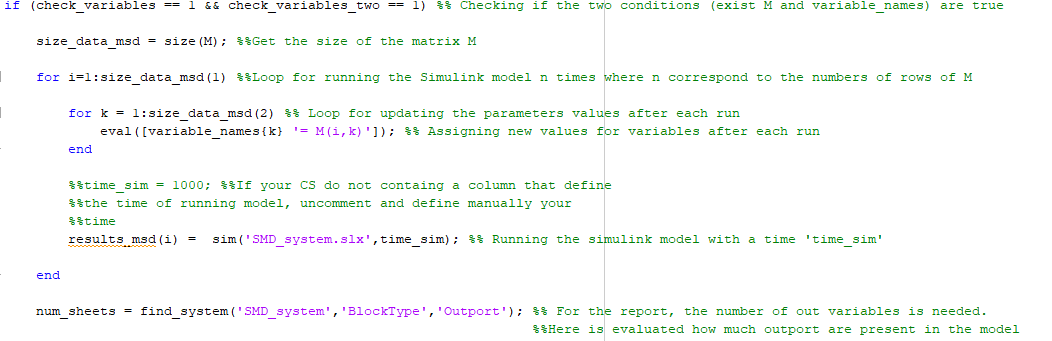 if (check_variables == 1 && check_variables_two == 1) %% Checking if the two conditions (exist M and variable_names) are true
size_data_msd = size(M); %%Get the size of the matrix M
for i=1:size_data_msd(1) %%Loop for running the Simulink model n times where n correspond to the numbers of rows of M
for k = 1:size_data_msd(2) %% Loop for updating the parameters values after each run
eval([variable_names{k} '= M(i,k)']); %% Assigning new values for variables after each run
end
%%time_sim = 1000; %%If your CS do not containg a column that define
%%the time of running model, uncomment and define manually your
%%time
results_msd(i) =  sim('SMD_system.slx',time_sim); %% Running the simulink model with a time 'time_sim'
end
num_sheets = find_system('SMD_system','BlockType','Outport'); %% For the report, the number of out variables is needed.
%%Here is evaluated how much outport are present in the model